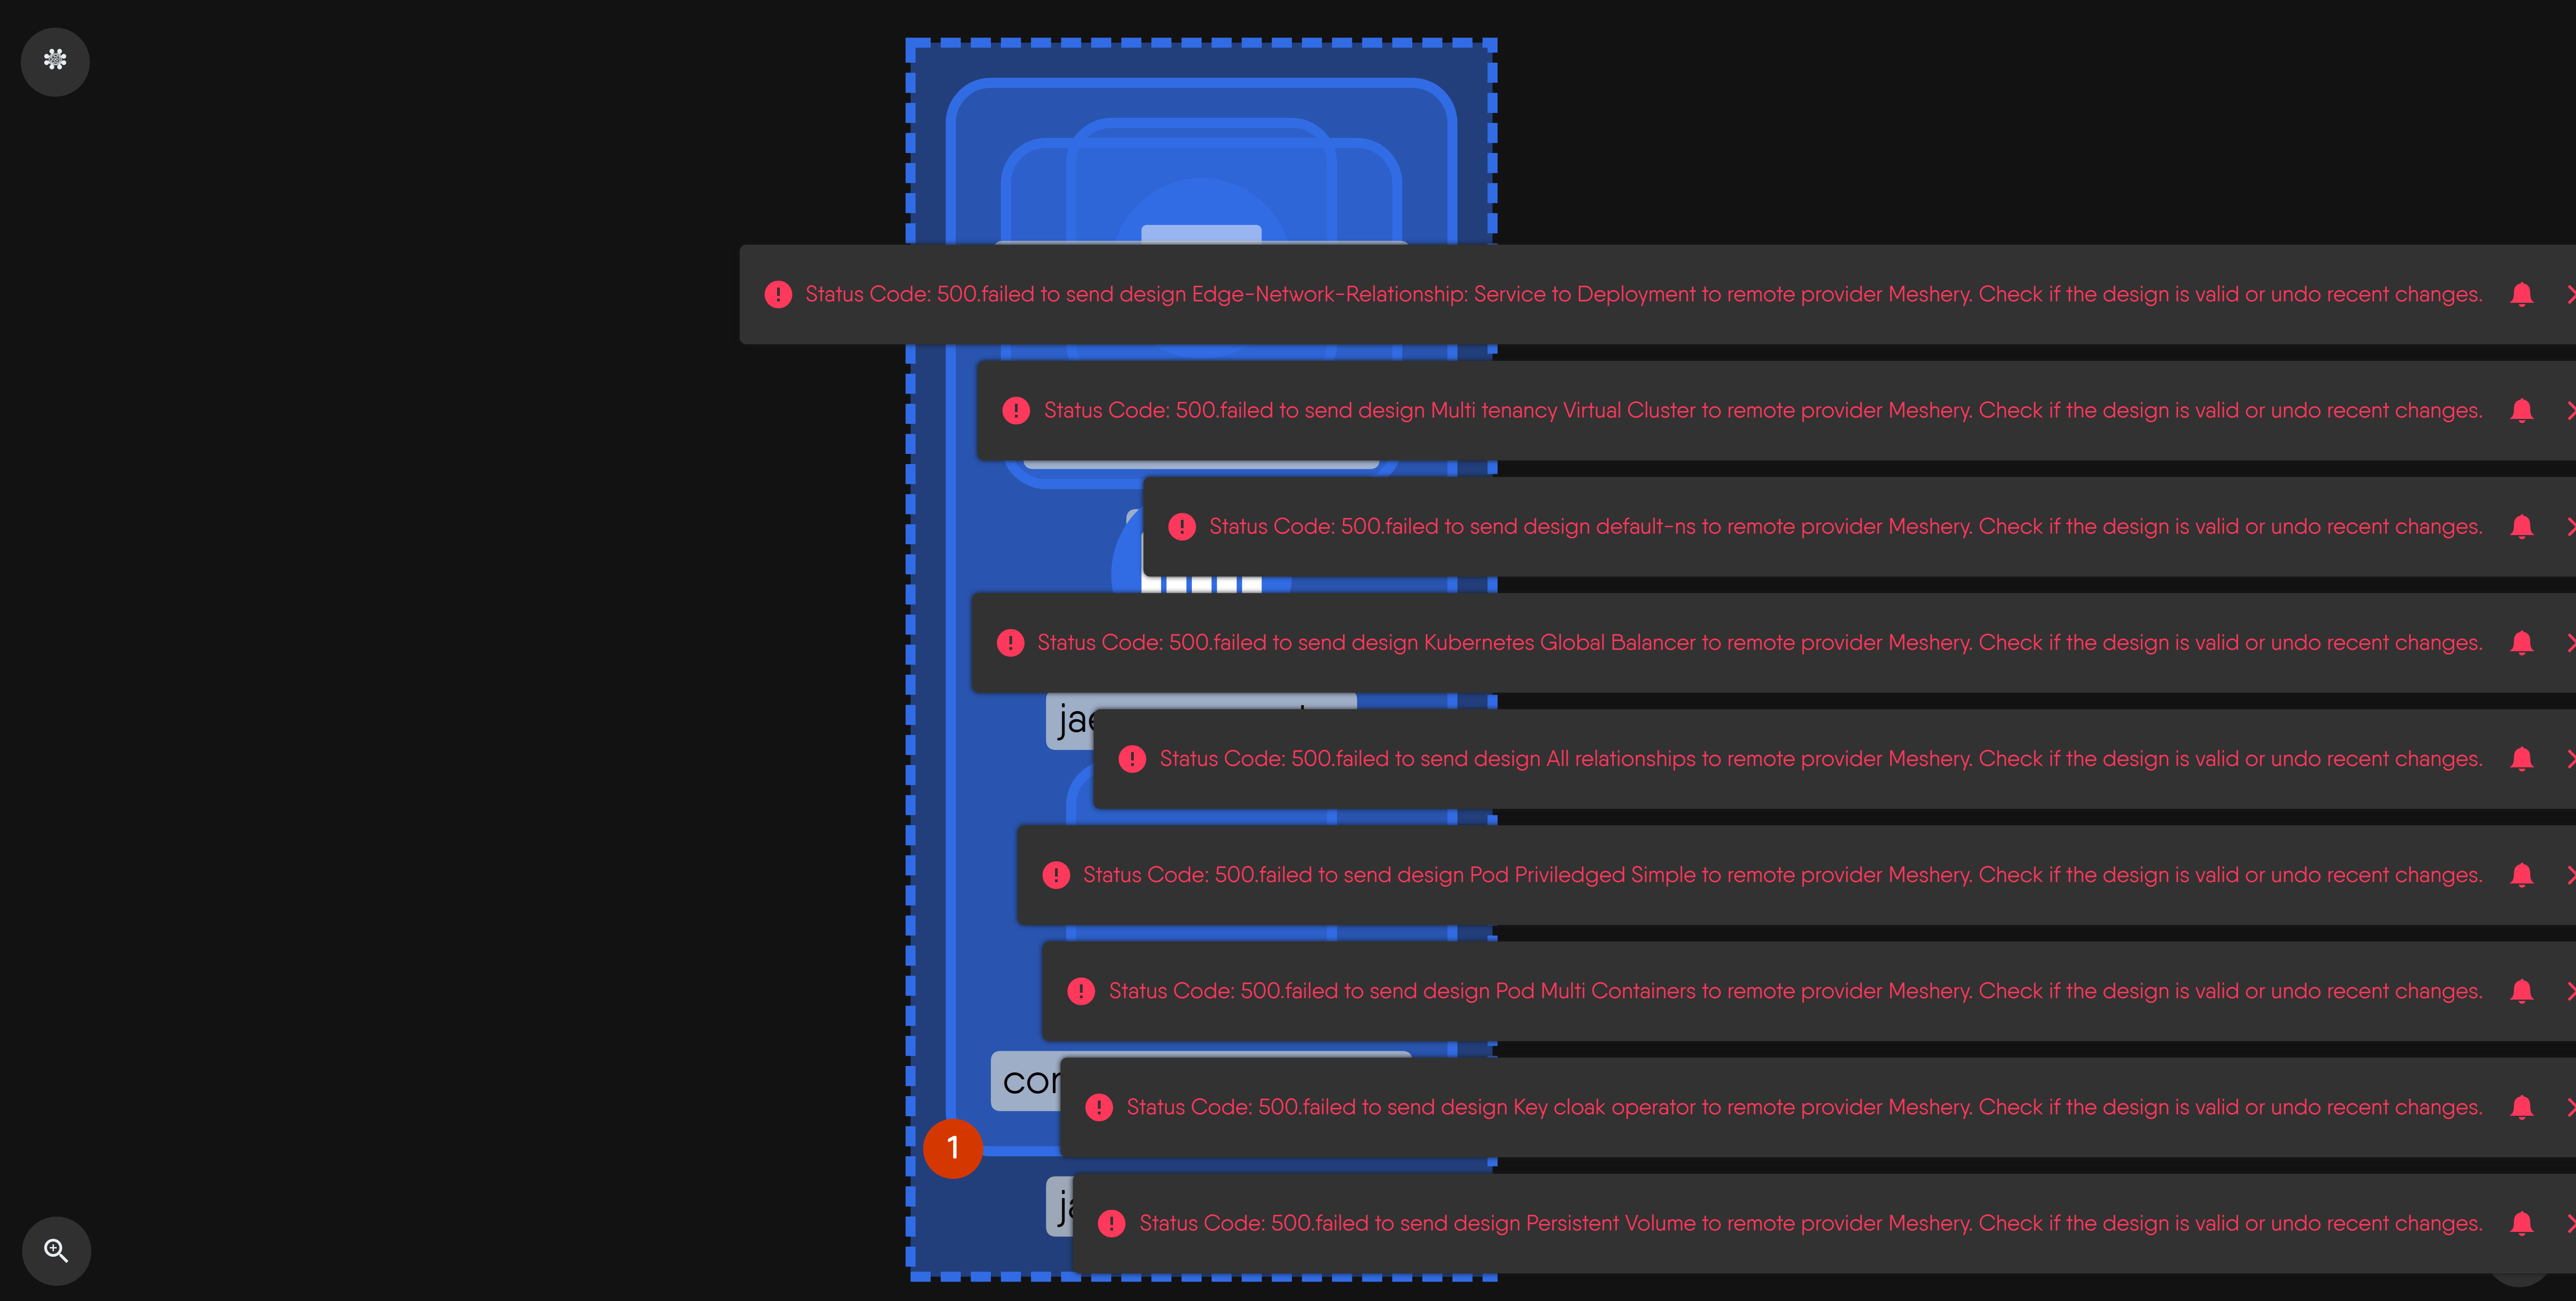 Status Code: 500.failed to send design Edge-Network-Relationship: Service to Deployment to remote provider Meshery. Check if the design is valid or undo recent changes.
Status Code: 500.failed to send design Multi tenancy Virtual Cluster to remote provider Meshery. Check if the design is valid or undo recent changes.
Status Code: 500.failed to send design default-ns to remote provider Meshery. Check if the design is valid or undo recent changes.
Status Code: 500.failed to send design Kubernetes Global Balancer to remote provider Meshery. Check if the design is valid or undo recent changes.
Status Code: 500.failed to send design All relationships to remote provider Meshery. Check if the design is valid or undo recent changes.
Status Code: 500.failed to send design Pod Priviledged Simple to remote provider Meshery. Check if the design is valid or undo recent changes.
Status Code: 500.failed to send design Pod Multi Containers to remote provider Meshery. Check if the design is valid or undo recent changes.
Status Code: 500.failed to send design Key cloak operator to remote provider Meshery. Check if the design is valid or undo recent changes.
1
Status Code: 500.failed to send design Persistent Volume to remote provider Meshery. Check if the design is valid or undo recent changes.